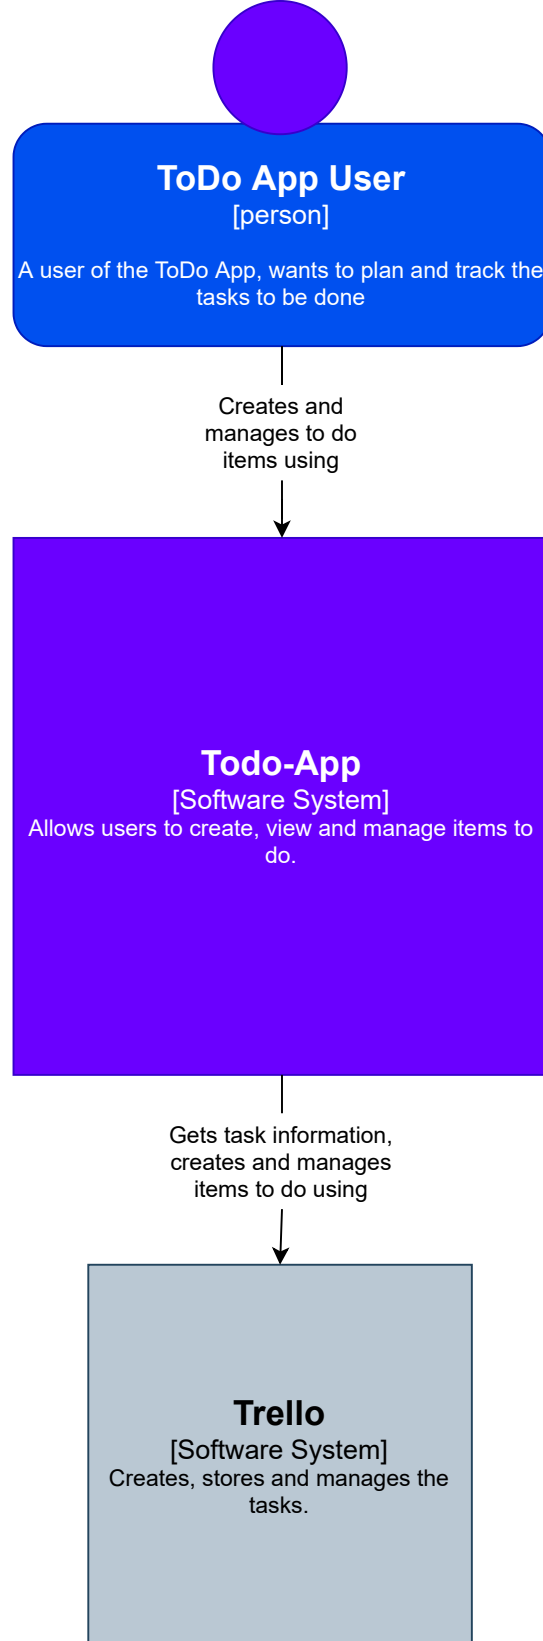 ToDo App User
[person]
A user of the ToDo App, wants to plan and track the
tasks to be done
Creates and
manages to do
items using
Todo-App
[Software System]
Allows users to create, view and manage items to
do.
Gets task information,
creates and manages
items to do using
Trello
[Software System]
Creates, stores and manages the
tasks.